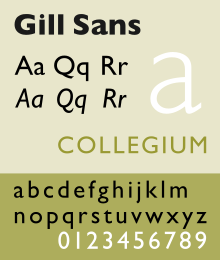 Gill Sans
Aa Qq Rr
Aa Qq Rr
a
COLLEGIUM
abcdefghijklm
nopqrstuvwxyz
0123456789